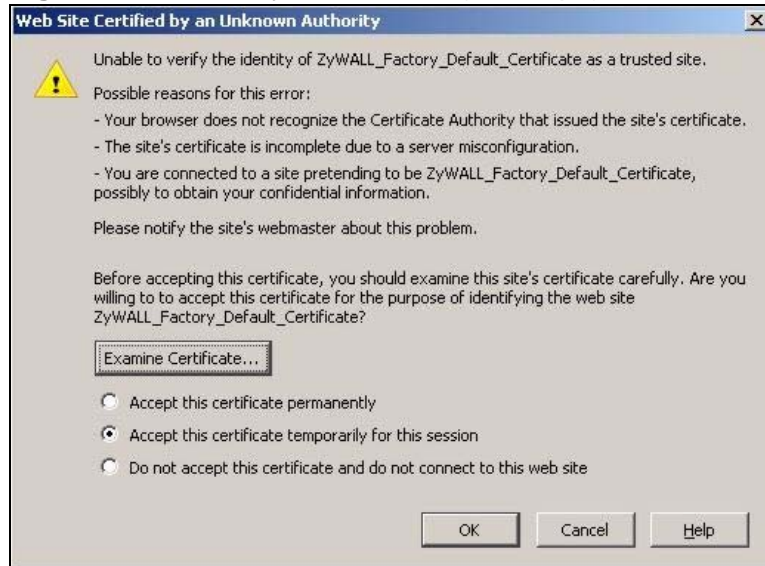 Web Site Certified by an Unknown Authority
Unable to verify the identity of ZyWALL_Factory_Default_Certificate as a trusted site.
Possible reasons for this error:
- Your browser does not recognize the Certificate Authority that issued the site's certificate.
- The site's certificate is incomplete due to a server misconfiguration.
- You are connected to a site pretending to be ZyWALL_Factory_Default_Certificate,
possibly to obtain your confidential information.
Please notify the site's webmaster about this problem.
Before accepting this certificate, you should examine this site's certificate carefully. Are you
willing to to accept this certificate for the purpose of identifying the web site
ZyWALL_Factory_Default_Certificate?
Examine Certificate...
Accept this certificate permanently
Accept this certificate temporarily for this session
Do not accept this certificate and do not connect to this web site
OK Cancel Help